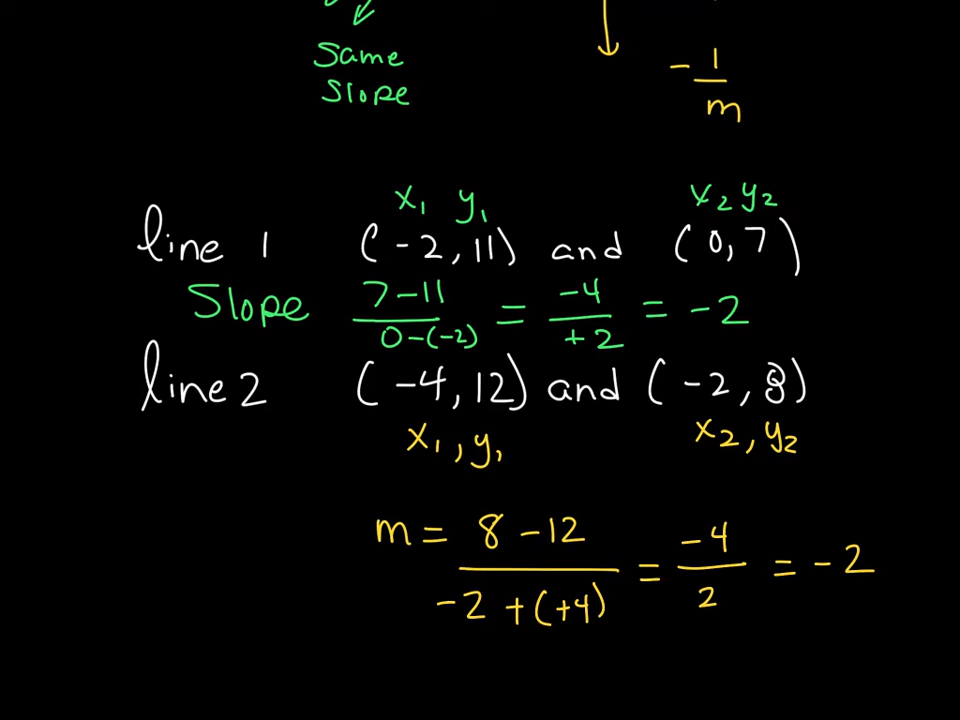 Same
Slope
- 1/m
x₁ y₁ x₂ y₂
line 1 (-2, 11) and (0, 7)
Slope 7-11 / 0-(-2) = -4 / +2 = -2
line 2 (-4, 12) and (-2, 8)
x₁, y₁ x₂, y₂
m = 8 -12 / -2 +(+4) = -4 / 2 = -2